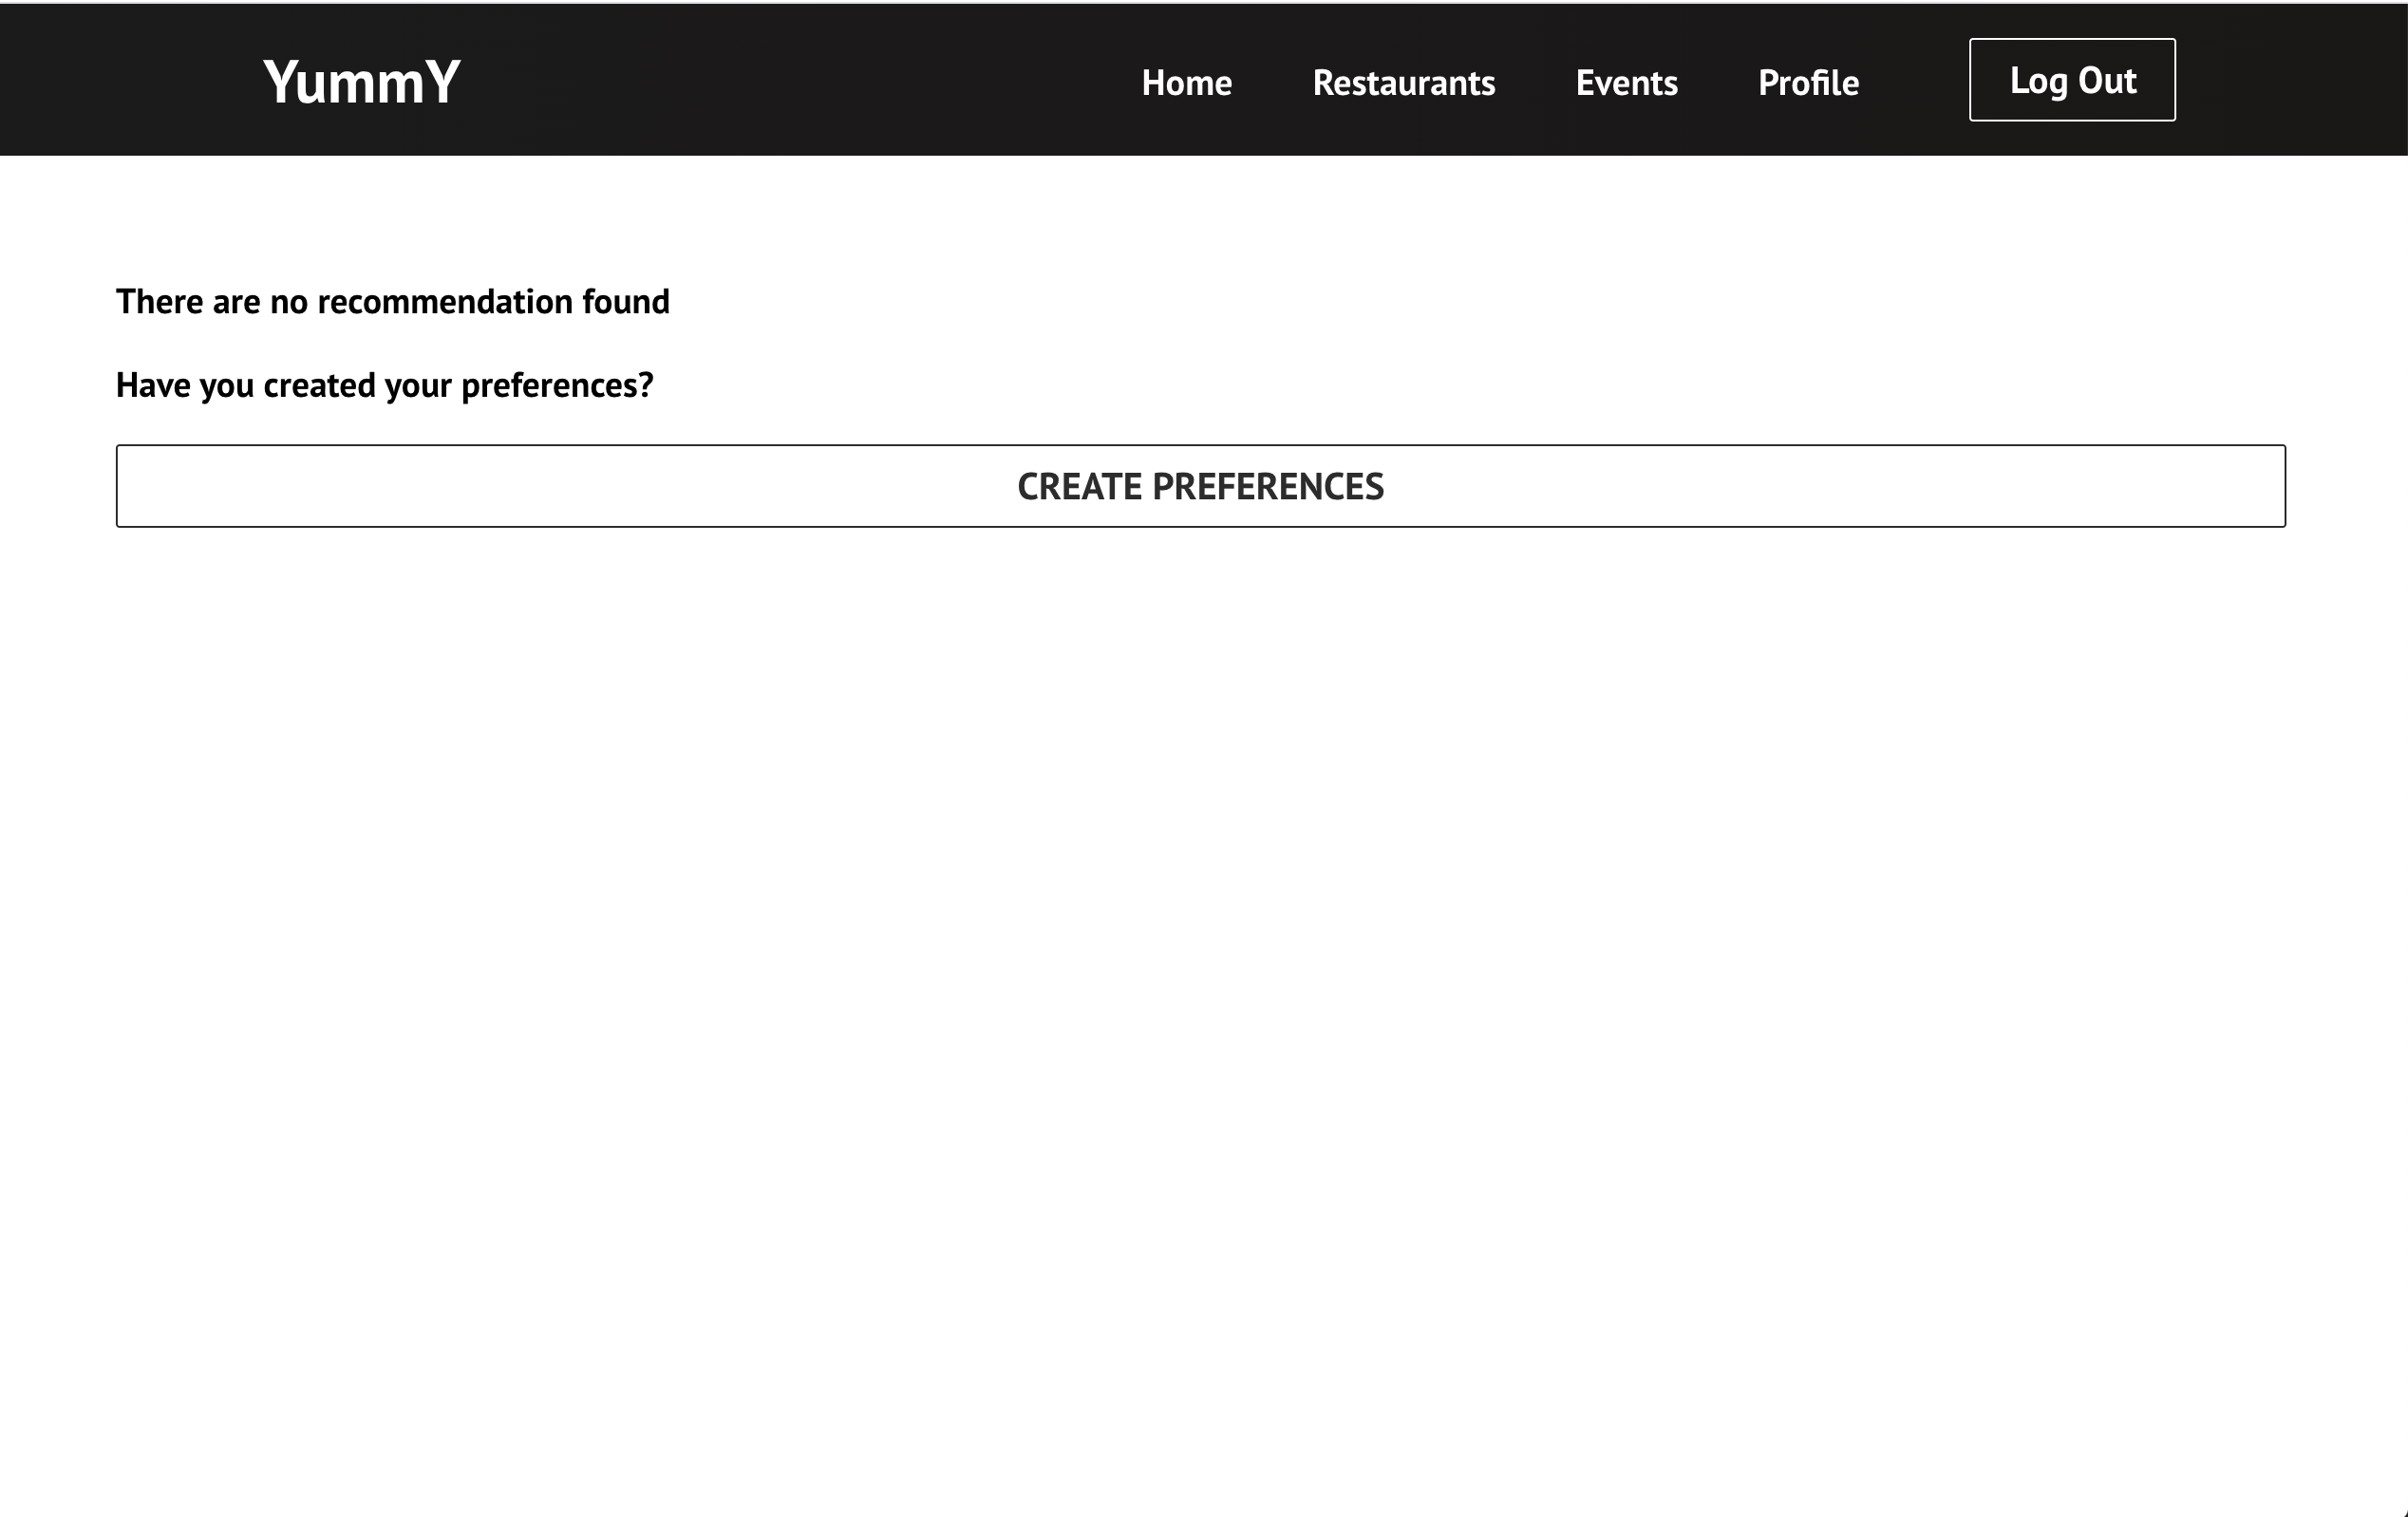 YummY
Home Restaurants Events Profile Log Out
There are no recommendation found
Have you created your preferences?
CREATE PREFERENCES